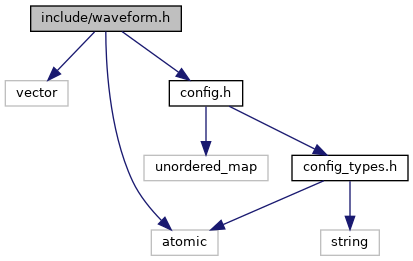 include/waveform.h
vector
config.h
unordered_map
config_types.h
atomic
string